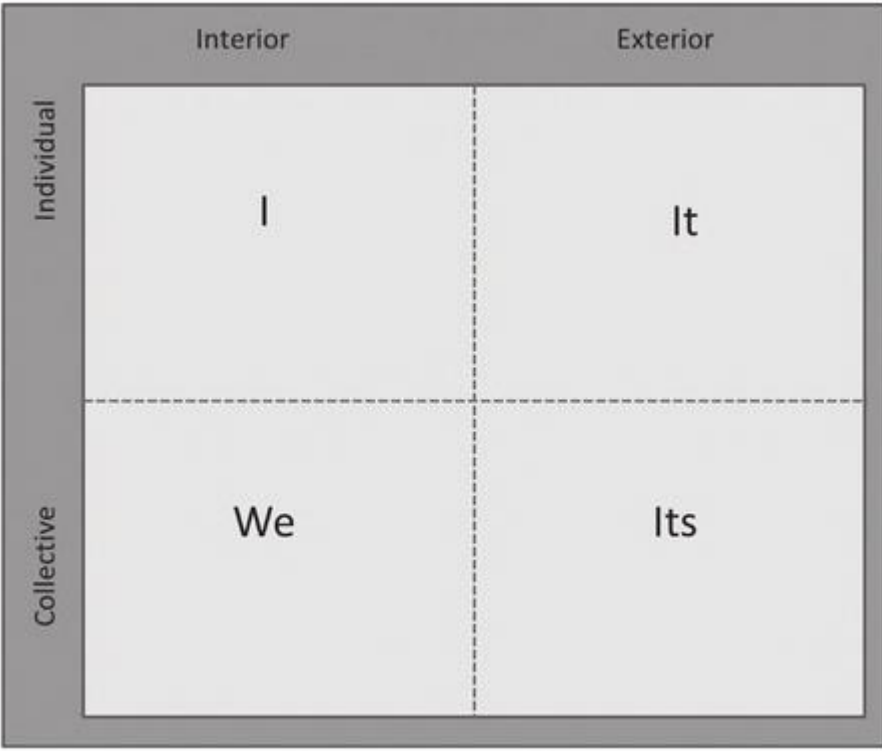 Interior Exterior
Individual
I It
Collective
We Its